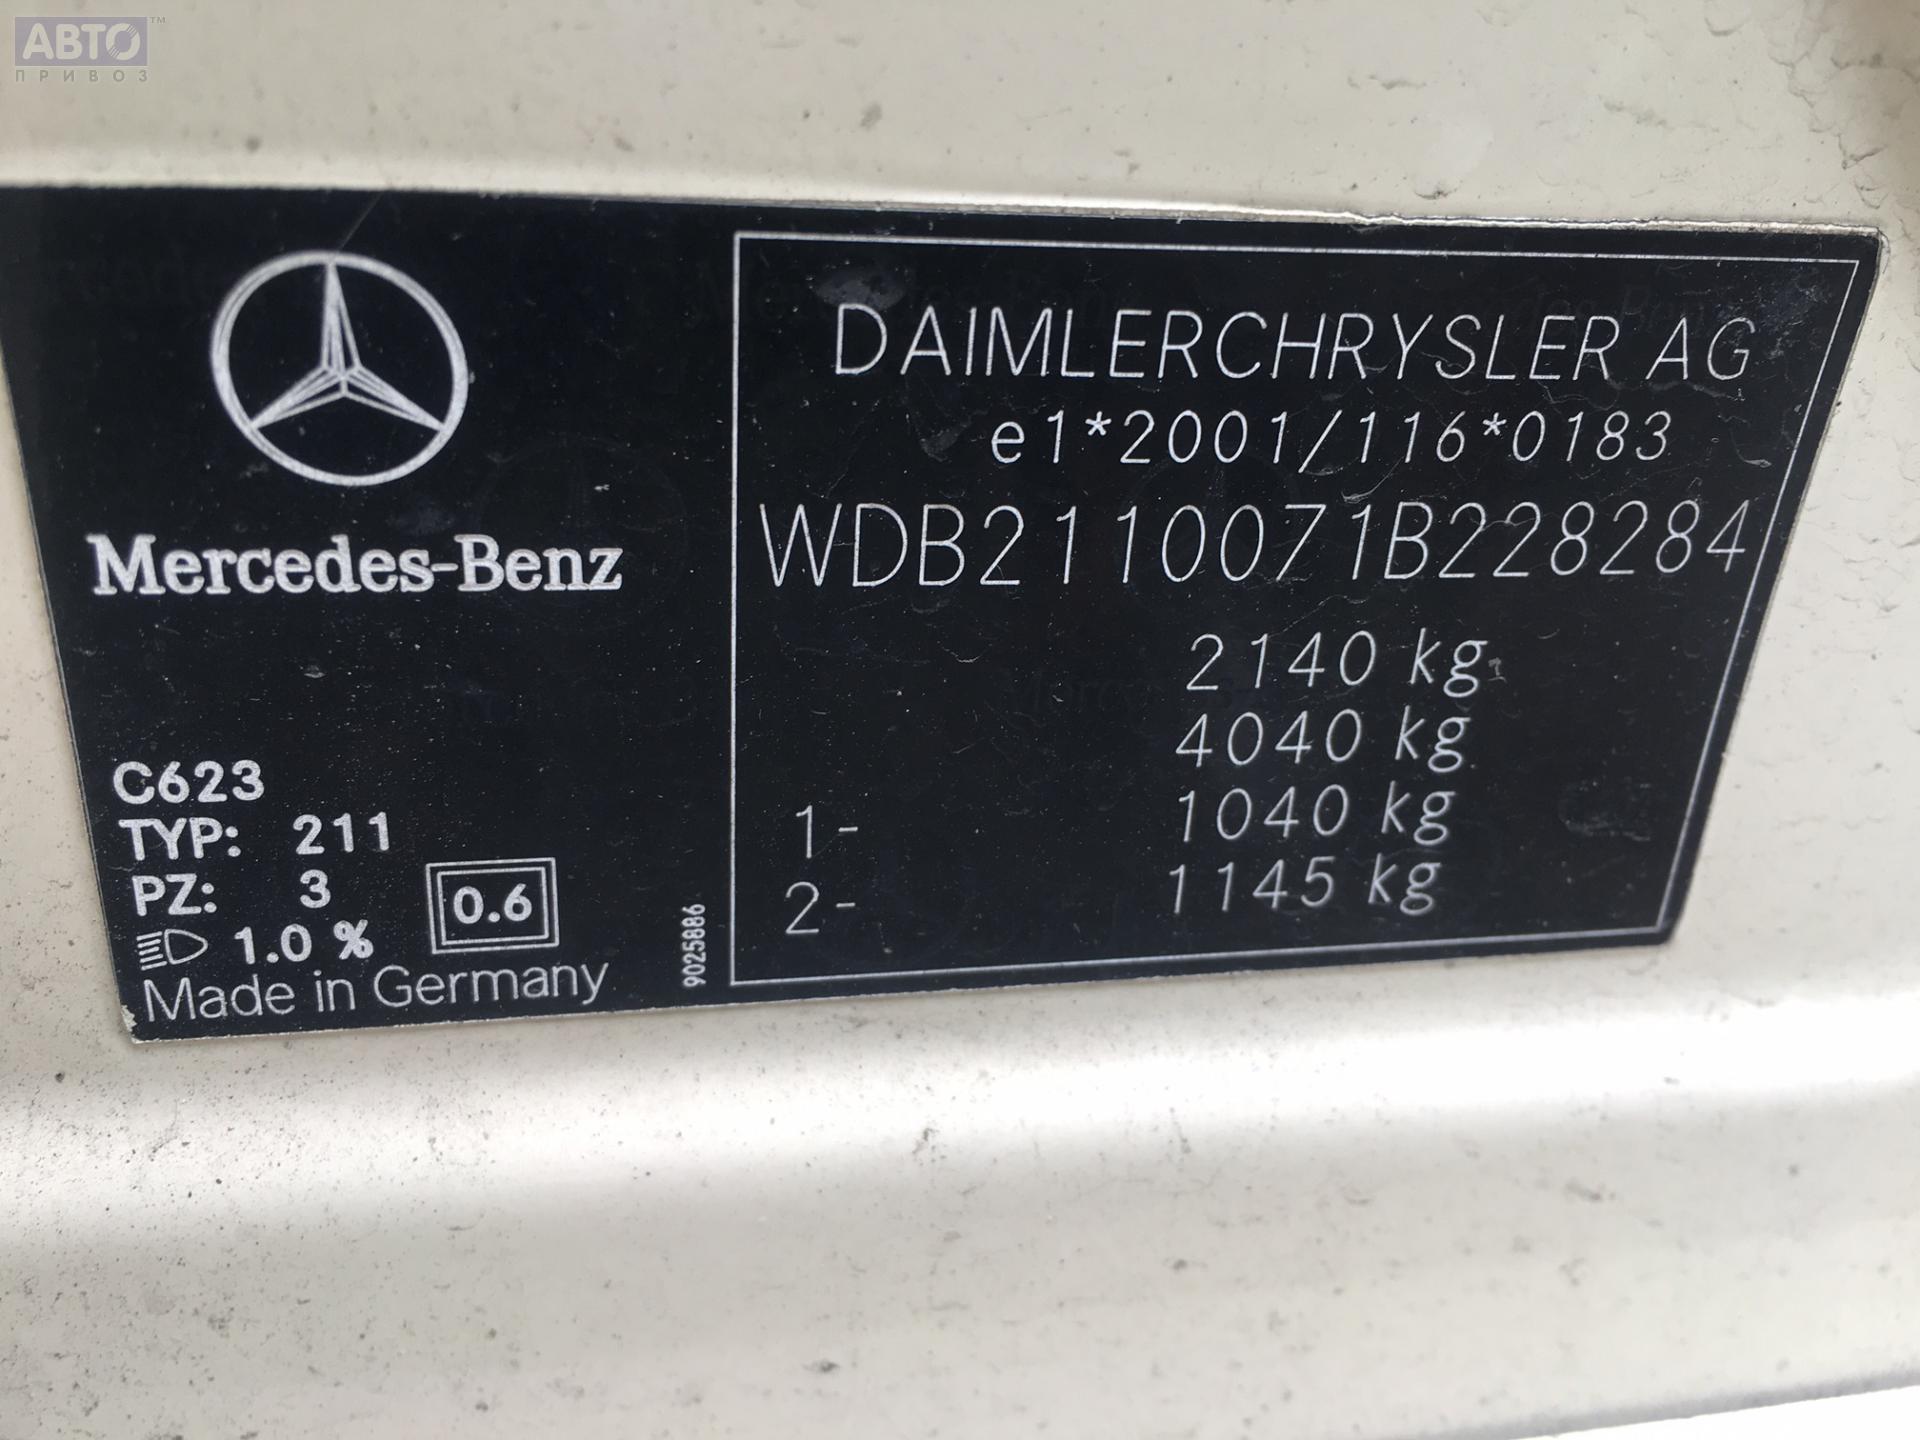 АВТО™
ПРИВОЗ
Mercedes-Benz
C623
TYP: 211
PZ: 3
1.0 %
0.6
Made in Germany
9025886
DAIMLERCHRYSLER AG
e1*2001/116*0183
WDB2110071B228284
2140 kg
4040 kg
1- 1040 kg
2- 1145 kg